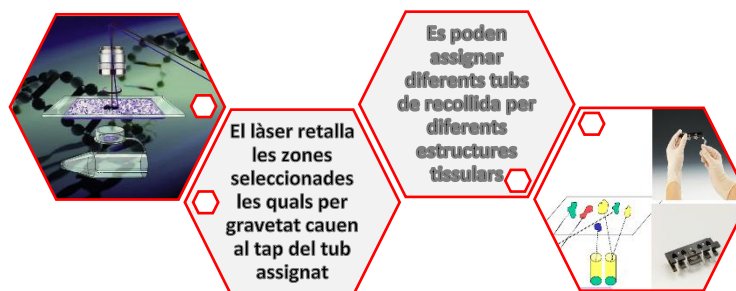 El làser retalla
les zones
seleccionades
les quals per
gravetat cauen
al tap del tub
assignat
Es poden
assignar
diferents tubs
de recollida per
diferents
estructures
tissulars